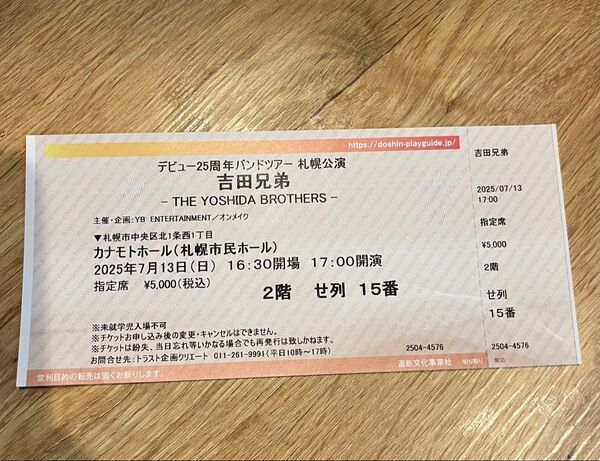 https://doshin-playguide.jp/
デビュー25周年バンドツアー 札幌公演
吉田兄弟
- THE YOSHIDA BROTHERS -
主催・企画:YB ENTERTAINMENT/オンメイク
▼札幌市中央区北1条西1丁目
カナモトホール(札幌市民ホール)
2025年7月13日(日) 16:30開場 17:00開演
指定席 ¥5,000(税込)
2階 せ列 15番
※未就学児入場不可
※チケットお申し込み後の変更・キャンセルはできません。
※チケットは紛失、当日忘れ等いかなる場合でも再発行は致しかねます。
お問合せ先:トラスト企画クリエート 011-261-9991(平日10時~17時)
2504-4576
営利目的の転売は固くお断りします。
道新文化事業社
切り取り
吉田兄弟
2025/07/13
17:00
指定席
¥5,000
2階
せ列
15番
2504-4576
無効